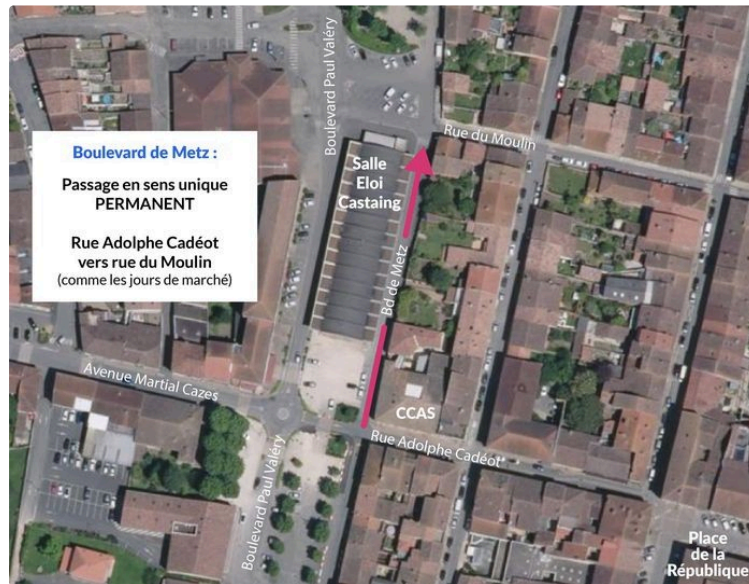 Boulevard de Metz :
Passage en sens unique
PERMANENT
Rue Adolphe Cadéot
vers rue du Moulin
(comme les jours de marché)
Boulevard Paul Valéry
Rue du Moulin
Salle
Eloi
Castaing
Bd de Metz
Avenue Martial Cazes
CCAS
Rue Adolphe Cadéot
Boulevard Paul Valéry
Place
de la
République